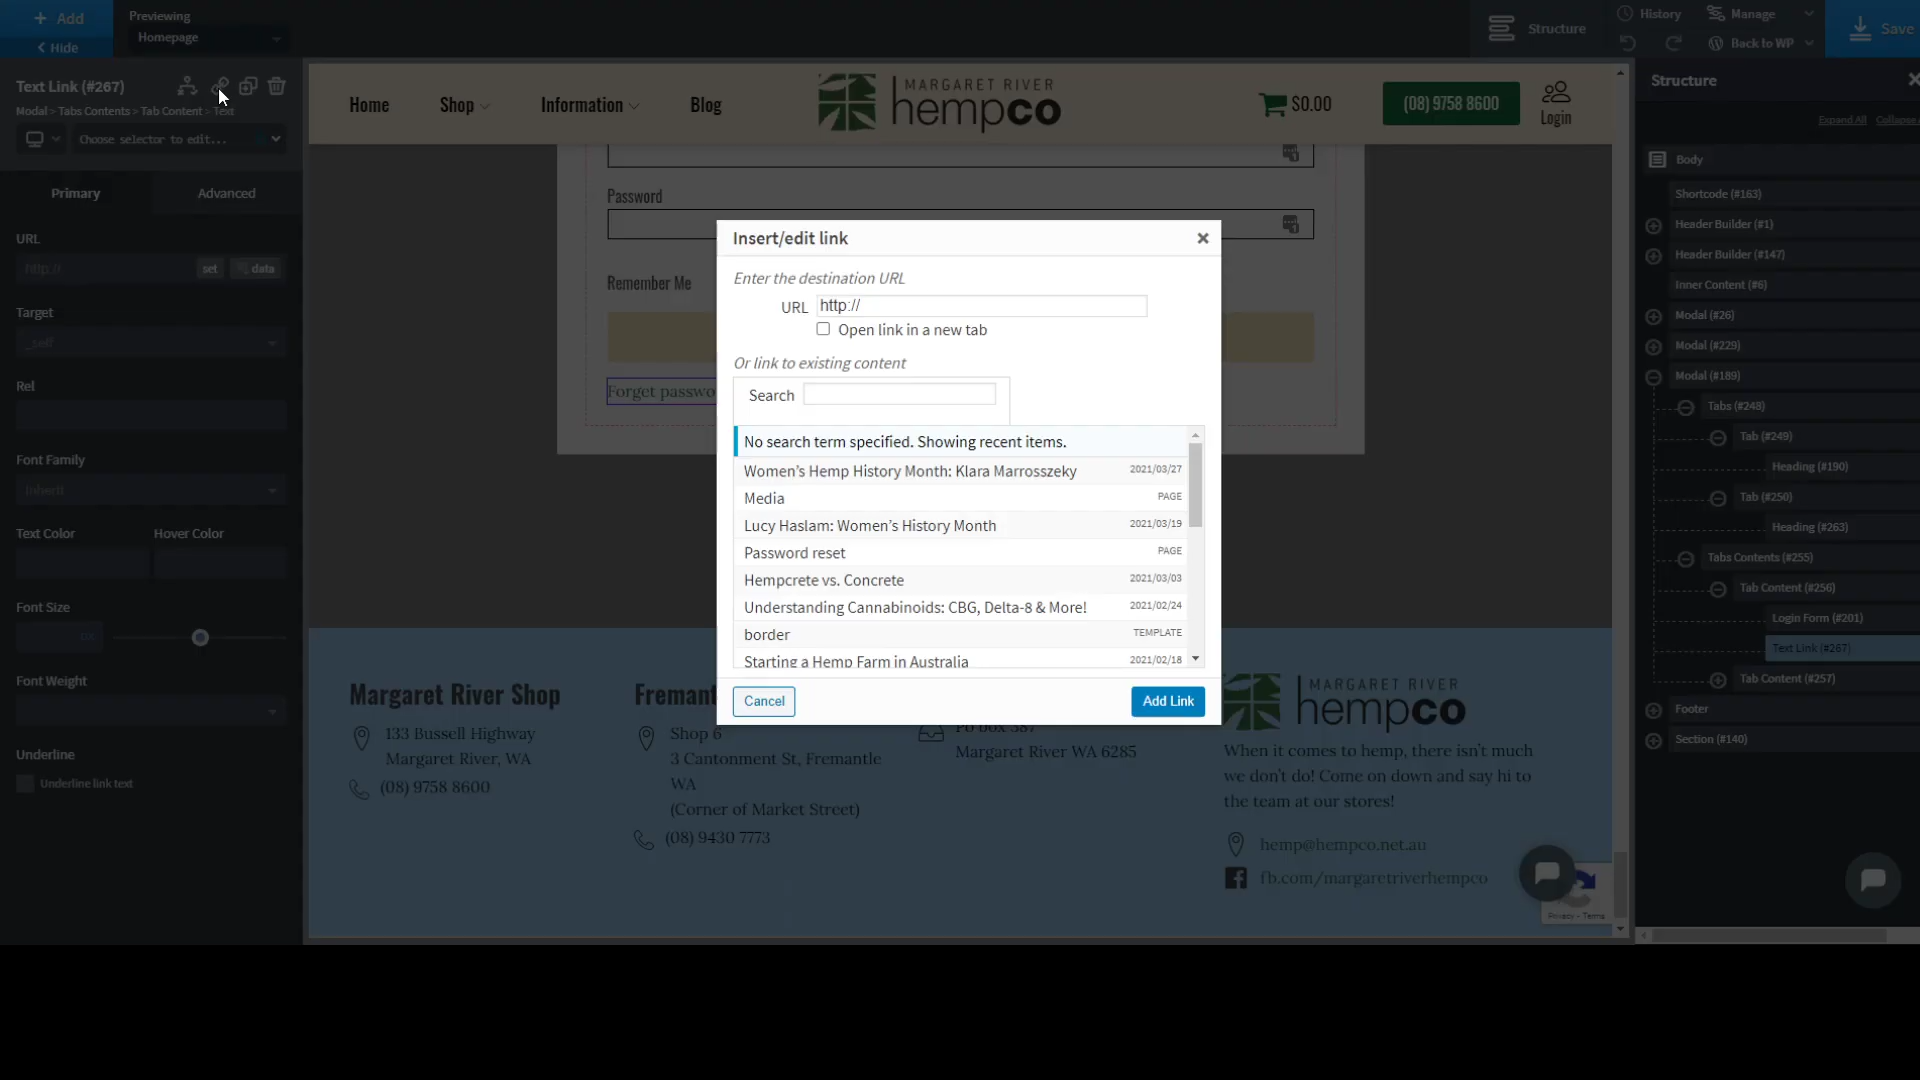 Add
Hide
Previewing
Homepage
Structure
History
Manage
Back to WP
Save
Text Link (#267)
Modal > Tabs Contents > Tab Content > Text
Choose selector to edit...
Primary
Advanced
URL
http://
set
data
Target
_self
Rel
Font Family
Inherit
Text Color
Hover Color
Font Size
px
Font Weight
Underline
Underline link text
Home
Shop
Information
Blog
MARGARET RIVER
hempco
$0.00
(08) 9758 8600
Login
Password
Remember Me
Forget passwo
Insert/edit link
Enter the destination URL
URL
http://
Open link in a new tab
Or link to existing content
Search
No search term specified. Showing recent items.
Women's Hemp History Month: Klara Marrosszeky 2021/03/27
Media PAGE
Lucy Haslam: Women's History Month 2021/03/19
Password reset PAGE
Hempcrete vs. Concrete 2021/03/03
Understanding Cannabinoids: CBG, Delta-8 & More! 2021/02/24
border TEMPLATE
Starting a Hemp Farm in Australia 2021/02/18
Cancel
Add Link
Margaret River Shop
133 Bussell Highway
Margaret River, WA
(08) 9758 8600
Fremant
Shop 6
3 Cantonment St, Fremantle
WA
(Corner of Market Street)
(08) 9430 7773
Po box 387
Margaret River WA 6285
MARGARET RIVER
hempco
When it comes to hemp, there isn't much
we don't do! Come on down and say hi to
the team at our stores!
hemp@hempco.net.au
fb.com/margaretriverhempco
Privacy - Terms
Structure
Expand All
Collapse
Body
Shortcode (#163)
Header Builder (#1)
Header Builder (#147)
Inner Content (#6)
Modal (#26)
Modal (#229)
Modal (#189)
Tabs (#248)
Tab (#249)
Heading (#190)
Tab (#250)
Heading (#263)
Tabs Contents (#255)
Tab Content (#256)
Login Form (#201)
Text Link (#267)
Tab Content (#257)
Footer
Section (#140)